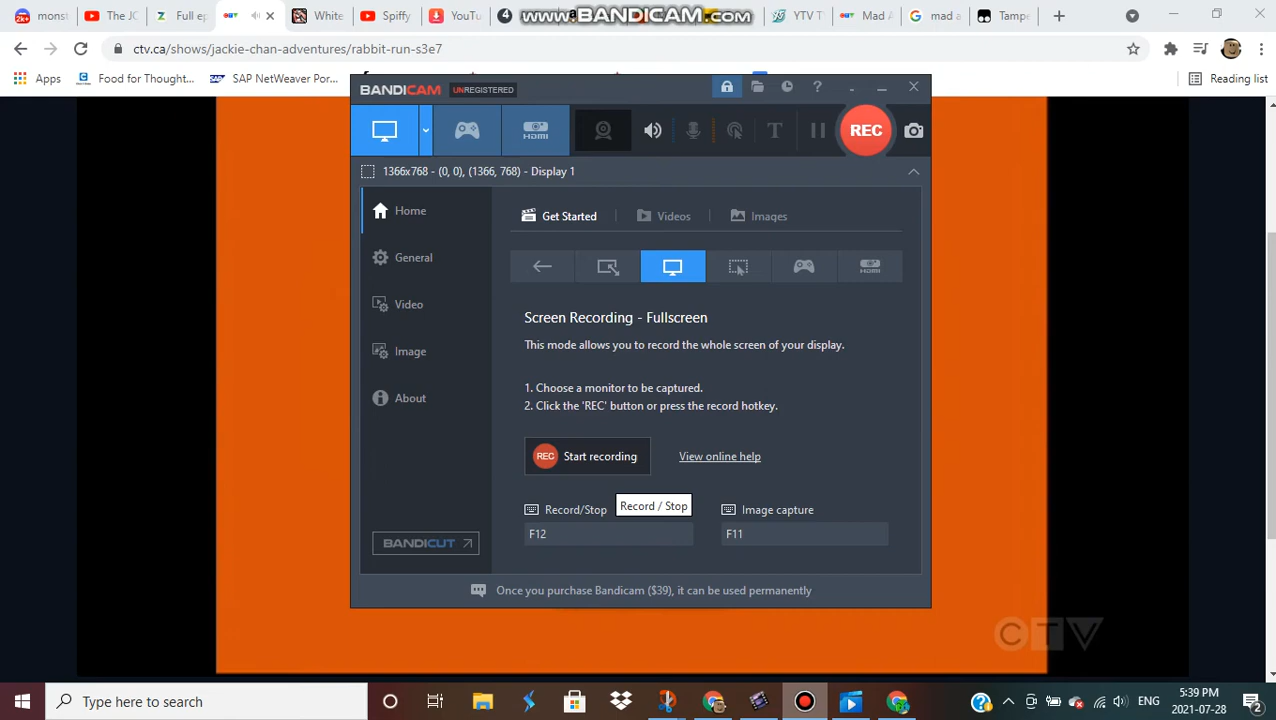 2k+ monst
The JC
Full ep
White
Spiffy
YouTu
4
www.BANDICAM.com
YTV T
Mad A
mad a
Tampe
ctv.ca/shows/jackie-chan-adventures/rabbit-run-s3e7
Apps
Food for Thought...
SAP NetWeaver Por...
Reading list
BANDICAM UNREGISTERED
HDMI
REC
1366x768 - (0, 0), (1366, 768) - Display 1
Home
General
Video
Image
About
BANDICUT
Get Started
Videos
Images
HDMI
Screen Recording - Fullscreen
This mode allows you to record the whole screen of your display.
1. Choose a monitor to be captured.
2. Click the 'REC' button or press the record hotkey.
REC Start recording
View online help
Record/Stop
Record / Stop
Image capture
F12
F11
Once you purchase Bandicam ($39), it can be used permanently
CTV
Type here to search
ENG
5:39 PM
2021-07-28
2